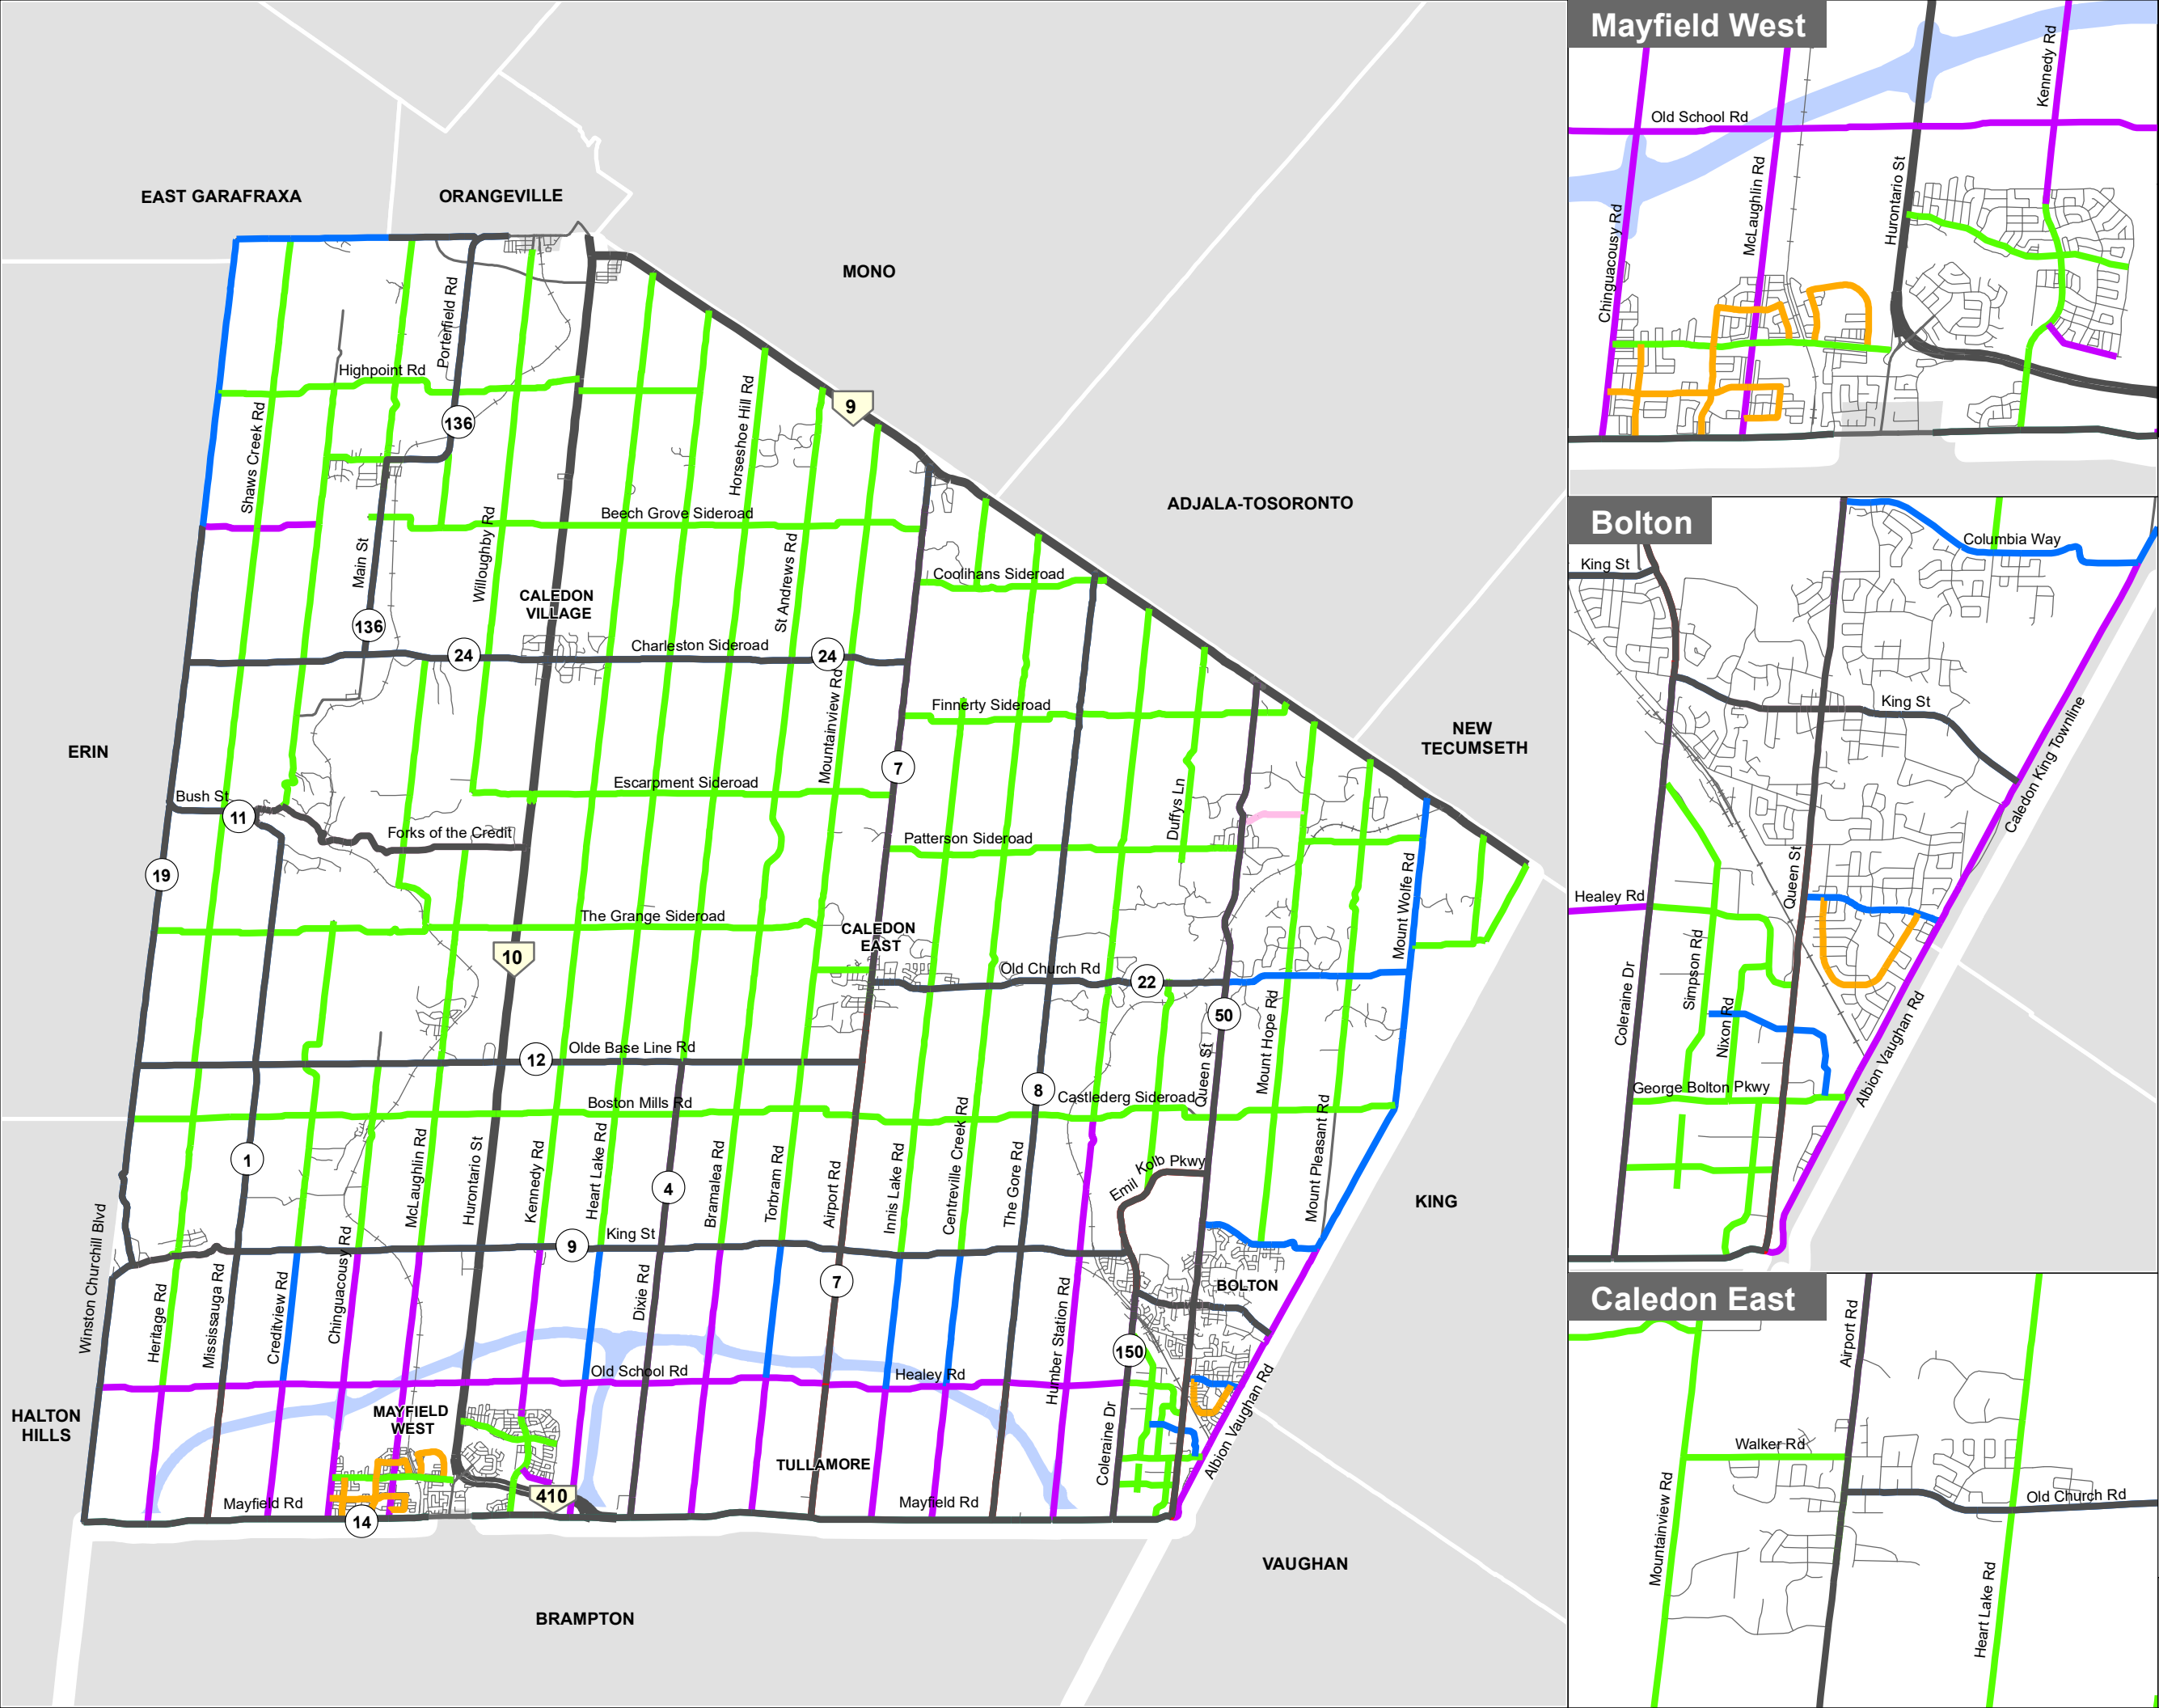 Mayfield West
Kennedy Rd
Old School Rd
McLaughlin Rd
Hurontario St
Chinguacousy Rd
EAST GARAFRAXA
ORANGEVILLE
MONO
Porterfield Rd
Highpoint Rd
Horseshoe Hill Rd
9
136
Shaws Creek Rd
ADJALA-TOSORONTO
Beech Grove Sideroad
Willoughby Rd
Main St
St Andrews Rd
Coolihans Sideroad
CALEDON
VILLAGE
136
24
Charleston Sideroad
24
Mountainview Rd
Finnerty Sideroad
NEW
TECUMSETH
ERIN
7
Escarpment Sideroad
Bush St
11
Duffys Ln
Forks of the Credit
Patterson Sideroad
19
Mount Wolfe Rd
The Grange Sideroad
CALEDON
EAST
10
Old Church Rd
22
50
Mount Hope Rd
12
Olde Base Line Rd
Queen St
8
Boston Mills Rd
Castlederg Sideroad
Mount Pleasant Rd
1
McLaughlin Rd
Hurontario St
Kennedy Rd
Heart Lake Rd
4
Bramalea Rd
Torbram Rd
Airport Rd
Innis Lake Rd
Centreville Creek Rd
The Gore Rd
Emil Kolb Pkwy
KING
Winston Churchill Blvd
9
King St
7
BOLTON
Heritage Rd
Mississauga Rd
Creditview Rd
Chinguacousy Rd
Dixie Rd
Humber Station Rd
150
Old School Rd
Healey Rd
HALTON
HILLS
MAYFIELD
WEST
TULLAMORE
Coleraine Dr
Albion Vaughan Rd
Mayfield Rd
410
14
Mayfield Rd
VAUGHAN
BRAMPTON
Bolton
Columbia Way
King St
King St
Caledon King Townline
Queen St
Healey Rd
Simpson Rd
Coleraine Dr
Nixon Rd
Albion Vaughan Rd
George Bolton Pkwy
Caledon East
Airport Rd
Walker Rd
Mountainview Rd
Old Church Rd
Heart Lake Rd